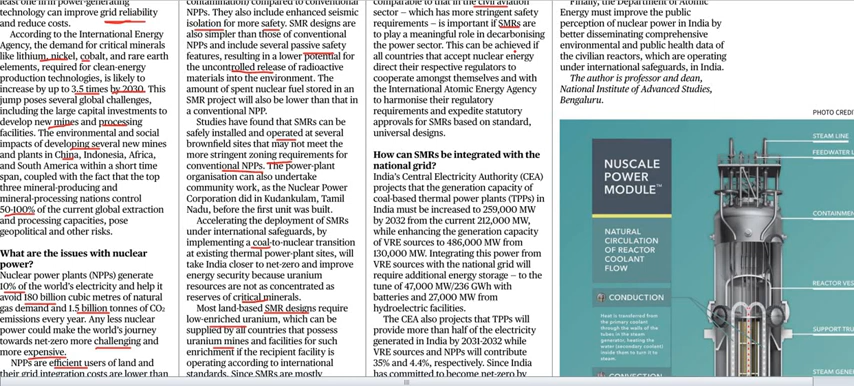 least into power-generating
technology can improve grid reliability
and reduce costs.
According to the International Energy
Agency, the demand for critical minerals
like lithium, nickel, cobalt, and rare earth
elements, required for clean-energy
production technologies, is likely to
increase by up to 3.5 times by 2030. This
jump poses several global challenges,
including the large capital investments to
develop new mines and processing
facilities. The environmental and social
impacts of developing several new mines
and plants in China, Indonesia, Africa,
and South America within a short time
span, coupled with the fact that the top
three mineral-producing and
mineral-processing nations control
50-100% of the current global extraction
and processing capacities, pose
geopolitical and other risks.
What are the issues with nuclear
power?
Nuclear power plants (NPPs) generate
10% of the world's electricity and help it
avoid 180 billion cubic metres of natural
gas demand and 1.5 billion tonnes of CO₂
emissions every year. Any less nuclear
power could make the world's journey
towards net-zero more challenging and
more expensive.
NPPs are efficient users of land and
their grid integration costs are lower than
contamination) compared to conventional
NPPs. They also include enhanced seismic
isolation for more safety. SMR designs are
also simpler than those of conventional
NPPs and include several passive safety
features, resulting in a lower potential for
the uncontrolled release of radioactive
materials into the environment. The
amount of spent nuclear fuel stored in an
SMR project will also be lower than that in
a conventional NPP.
Studies have found that SMRs can be
safely installed and operated at several
brownfield sites that may not meet the
more stringent zoning requirements for
conventional NPPs. The power-plant
organisation can also undertake
community work, as the Nuclear Power
Corporation did in Kudankulam, Tamil
Nadu, before the first unit was built.
Accelerating the deployment of SMRs
under international safeguards, by
implementing a coal-to-nuclear transition
at existing thermal power-plant sites, will
take India closer to net-zero and improve
energy security because uranium
resources are not as concentrated as
reserves of critical minerals.
Most land-based SMR designs require
low-enriched uranium, which can be
supplied by all countries that possess
uranium mines and facilities for such
enrichment if the recipient facility is
operating according to international
standards. Since SMRs are mostly
comparable to that in the civil aviation
sector – which has more stringent safety
requirements – is important if SMRs are
to play a meaningful role in decarbonising
the power sector. This can be achieved if
all countries that accept nuclear energy
direct their respective regulators to
cooperate amongst themselves and with
the International Atomic Energy Agency
to harmonise their regulatory
requirements and expedite statutory
approvals for SMRs based on standard,
universal designs.
How can SMRs be integrated with the
national grid?
India's Central Electricity Authority (CEA)
projects that the generation capacity of
coal-based thermal power plants (TPPs) in
India must be increased to 259,000 MW
by 2032 from the current 212,000 MW,
while enhancing the generation capacity
of VRE sources to 486,000 MW from
130,000 MW. Integrating this power from
VRE sources with the national grid will
require additional energy storage – to the
tune of 47,000 MW/236 GWh with
batteries and 27,000 MW from
hydroelectric facilities.
The CEA also projects that TPPs will
provide more than half of the electricity
generated in India by 2031-2032 while
VRE sources and NPPs will contribute
35% and 4.4%, respectively. Since India
has committed to become net-zero by
Finally, the Department of Atomic
Energy must improve the public
perception of nuclear power in India by
better disseminating comprehensive
environmental and public health data of
the civilian reactors, which are operating
under international safeguards, in India.
The author is professor and dean,
National Institute of Advanced Studies,
Bengaluru.
PHOTO CREDIT
NUSCALE
POWER
MODULE™
NATURAL
CIRCULATION
OF REACTOR
COOLANT
FLOW
CONDUCTION
Heat is transferred
from the primary coolant
through the walls of the
tubes in the steam
generator, heating the
water (secondary coolant)
inside them to turn it to
steam.
CONVECTION
STEAM LINE
FEEDWATER L
CONTAINMEN
REACTOR VES
SUPPORT TRU
STEAM GENE